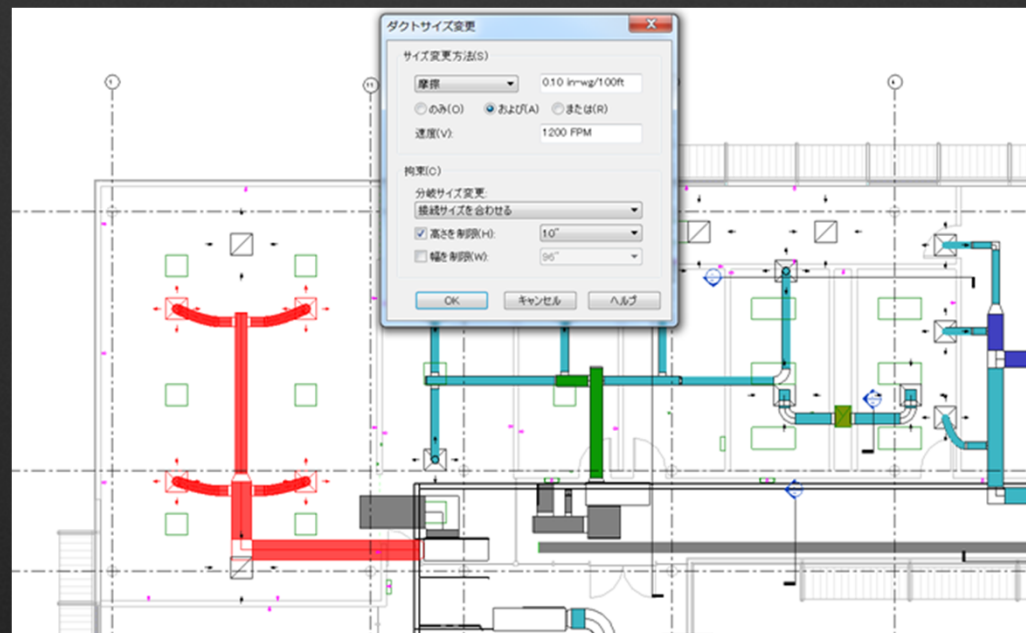 ダクトサイズ変更
サイズ変更方法(S)
摩擦
0.10 in-wg/100ft
のみ(O)
および(A)
または(R)
速度(V):
1200 FPM
拘束(C)
分岐サイズ変更:
接続サイズを合わせる
高さを制限(H):
10"
幅を制限(W):
96"
OK
キャンセル
ヘルプ
11